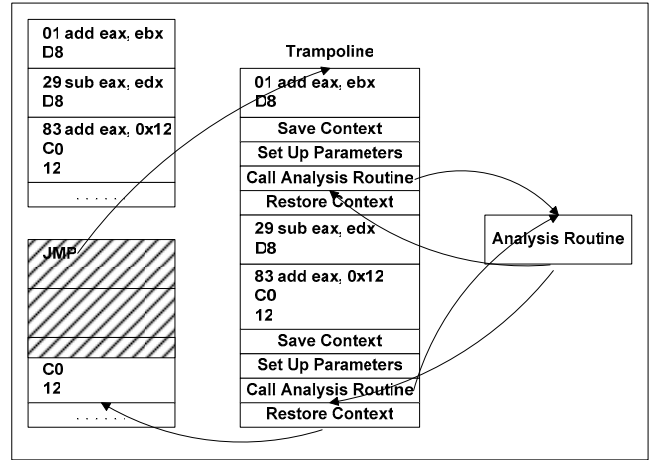 01 add eax, ebx
D8
29 sub eax, edx
D8
83 add eax, 0x12
C0
12
. . . . . .
JMP
C0
12
. . . . . .
Trampoline
01 add eax, ebx
D8
Save Context
Set Up Parameters
Call Analysis Routine
Restore Context
29 sub eax, edx
D8
83 add eax, 0x12
C0
12
Save Context
Set Up Parameters
Call Analysis Routine
Restore Context
Analysis Routine